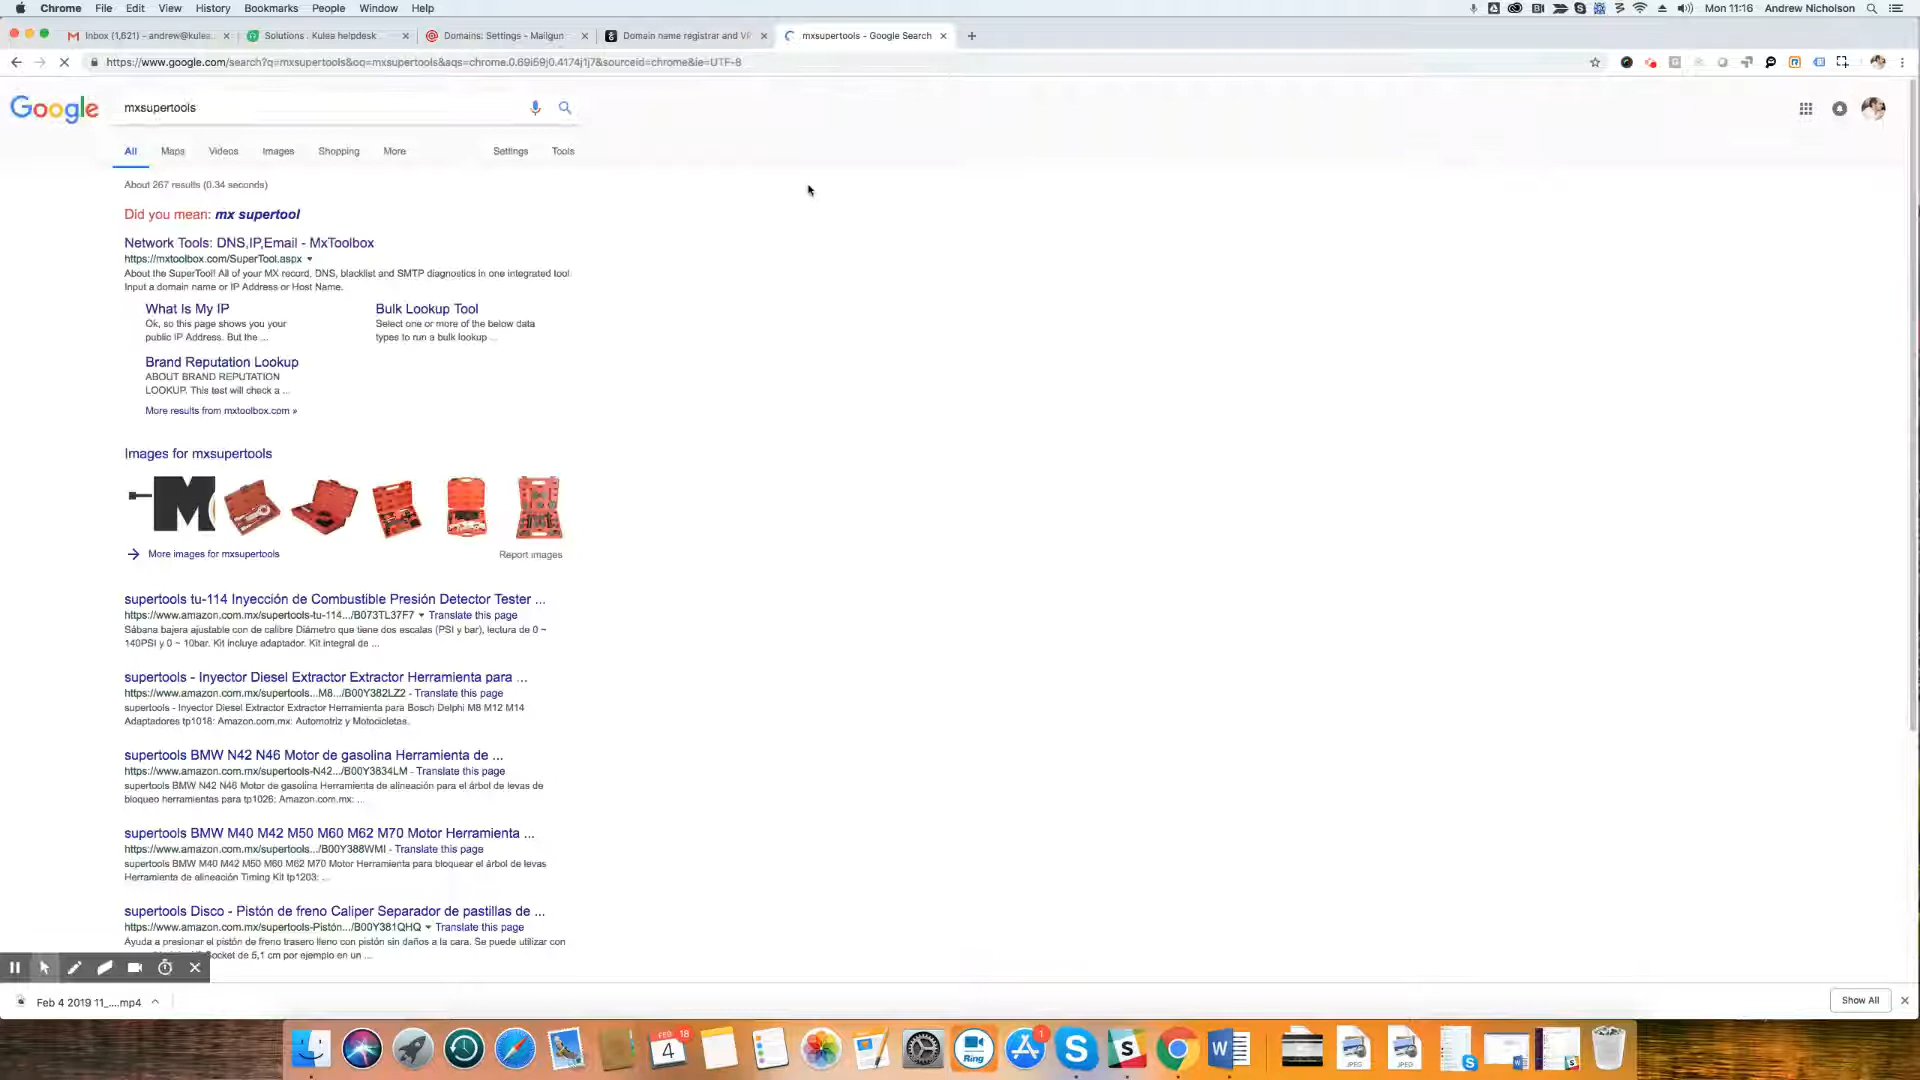 Chrome File Edit View History Bookmarks People Window Help Mon 11:16 Andrew Nicholson
Inbox (1,621) - andrew@kulea... Solutions . Kulea helpdesk Domains: Settings - Mailgun Domain name registrar and VP mxsupertools - Google Search
https://www.google.com/search?q=mxsupertools&oq=mxsupertools&aqs=chrome.0.69i59j0.4174j1j7&sourceid=chrome&ie=UTF-8
Google mxsupertools
All Maps Videos Images Shopping More Settings Tools
About 267 results (0.34 seconds)
Did you mean: mx supertool
Network Tools: DNS,IP,Email - MxToolbox
https://mxtoolbox.com/SuperTool.aspx
About the SuperTool! All of your MX record, DNS, blacklist and SMTP diagnostics in one integrated tool.
Input a domain name or IP Address or Host Name.
What Is My IP
Ok, so this page shows you your
public IP Address. But the ...
Bulk Lookup Tool
Select one or more of the below data
types to run a bulk lookup ...
Brand Reputation Lookup
ABOUT BRAND REPUTATION
LOOKUP. This test will check a ...
More results from mxtoolbox.com »
Images for mxsupertools
M
More images for mxsupertools Report images
supertools tu-114 Inyección de Combustible Presión Detector Tester ...
https://www.amazon.com.mx/supertools-tu-114.../B073TL37F7 Translate this page
Sábana bajera ajustable con de calibre Diámetro que tiene dos escalas (PSI y bar), lectura de 0 ~
140PSI y 0 ~ 10bar. Kit incluye adaptador. Kit integral de ...
supertools - Inyector Diesel Extractor Extractor Herramienta para ...
https://www.amazon.com.mx/supertools...M8.../B00Y382LZ2 - Translate this page
supertools - Inyector Diesel Extractor Extractor Herramienta para Bosch Delphi M8 M12 M14
Adaptadores tp1018: Amazon.com.mx: Automotriz y Motocicletas.
supertools BMW N42 N46 Motor de gasolina Herramienta de ...
https://www.amazon.com.mx/supertools-N42.../B00Y3834LM - Translate this page
supertools BMW N42 N46 Motor de gasolina Herramienta de alineación para el árbol de levas de
bloqueo herramientas para tp1026: Amazon.com.mx: ...
supertools BMW M40 M42 M50 M60 M62 M70 Motor Herramienta ...
https://www.amazon.com.mx/supertools.../B00Y388WMI - Translate this page
supertools BMW M40 M42 M50 M60 M62 M70 Motor Herramienta para bloquear el árbol de levas
Herramienta de alineación Timing Kit tp1203: ...
supertools Disco - Pistón de freno Caliper Separador de pastillas de ...
https://www.amazon.com.mx/supertools-Pistón.../B00Y381QHQ Translate this page
Ayuda a presionar el pistón de freno trasero lleno con pistón sin daños a la cara. Se puede utilizar con
ocket de 5,1 cm por ejemplo en un ...
Feb 4 2019 11_....mp4 Show All
FEB 18
4
Ring
1
S
W
JPEG
JPEG